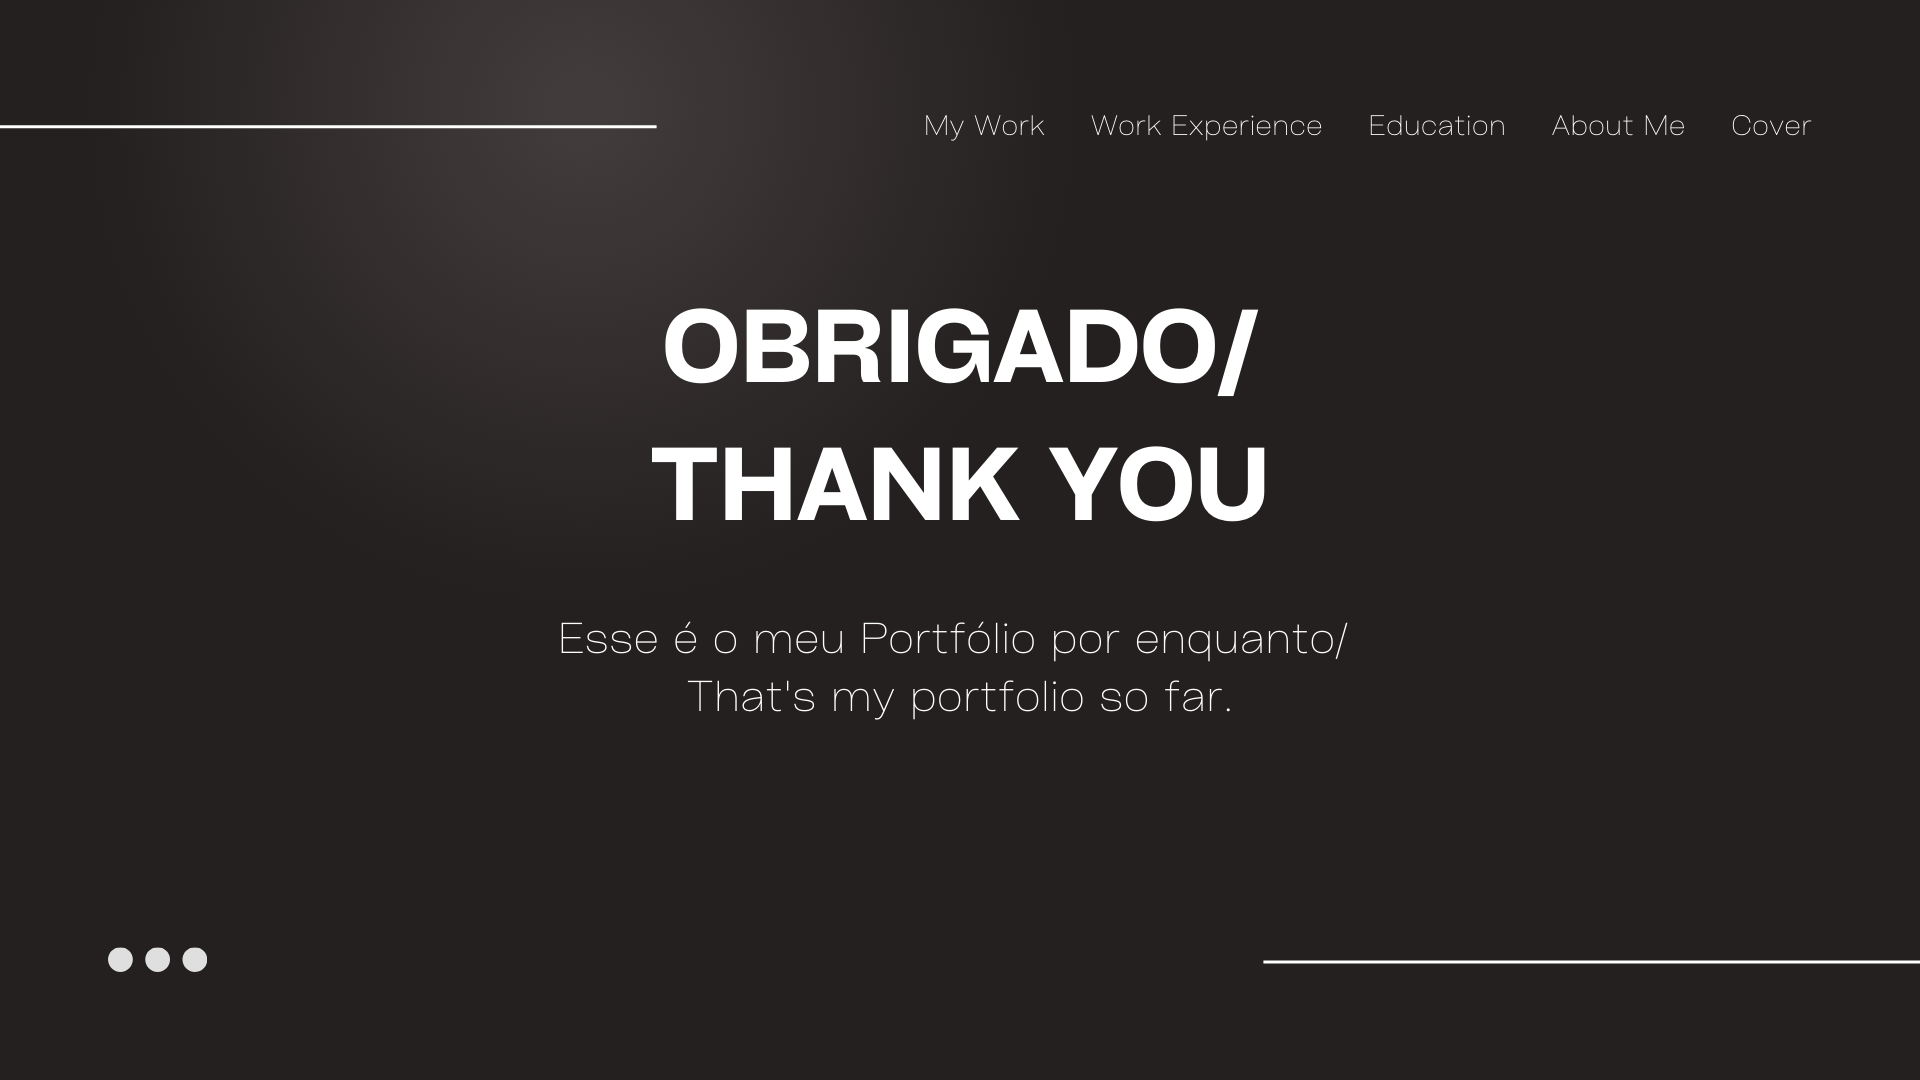 My Work Work Experience Education About Me Cover
OBRIGADO/
THANK YOU
Esse é o meu Portfólio por enquanto/
That's my portfolio so far.